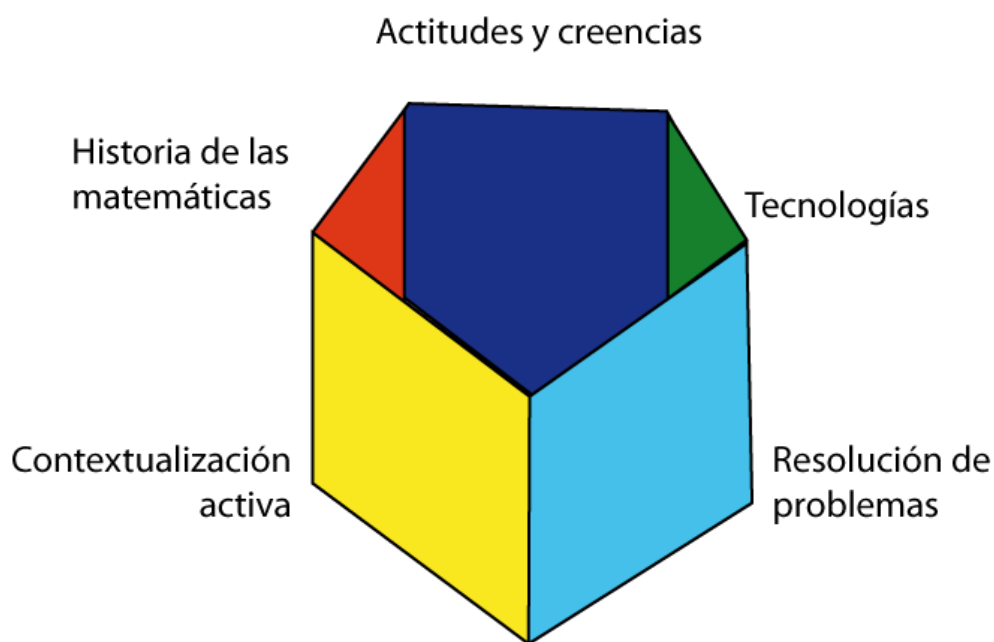 Actitudes y creencias
Historia de las
matemáticas
Tecnologías
Contextualización
activa
Resolución de
problemas